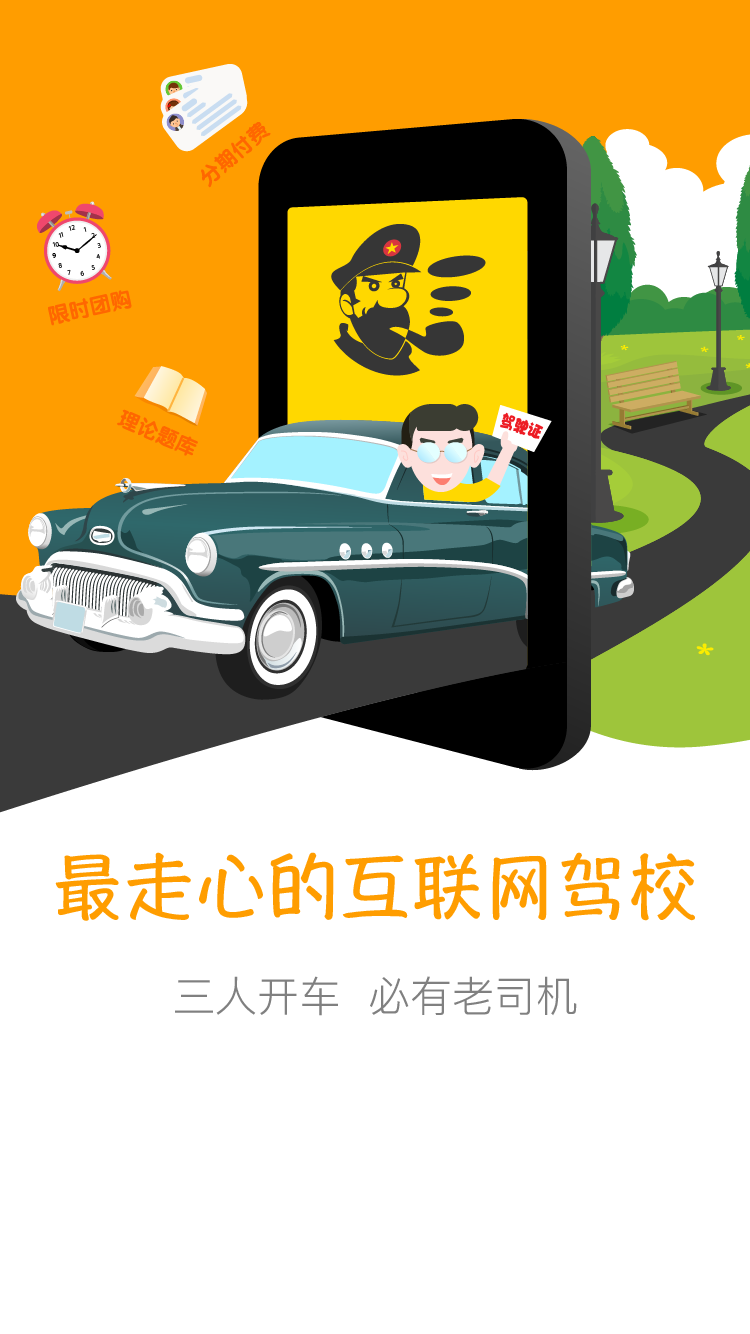 分期付费
限时团购
理论题库
驾驶证
最走心的互联网驾校
三人开车 必有老司机